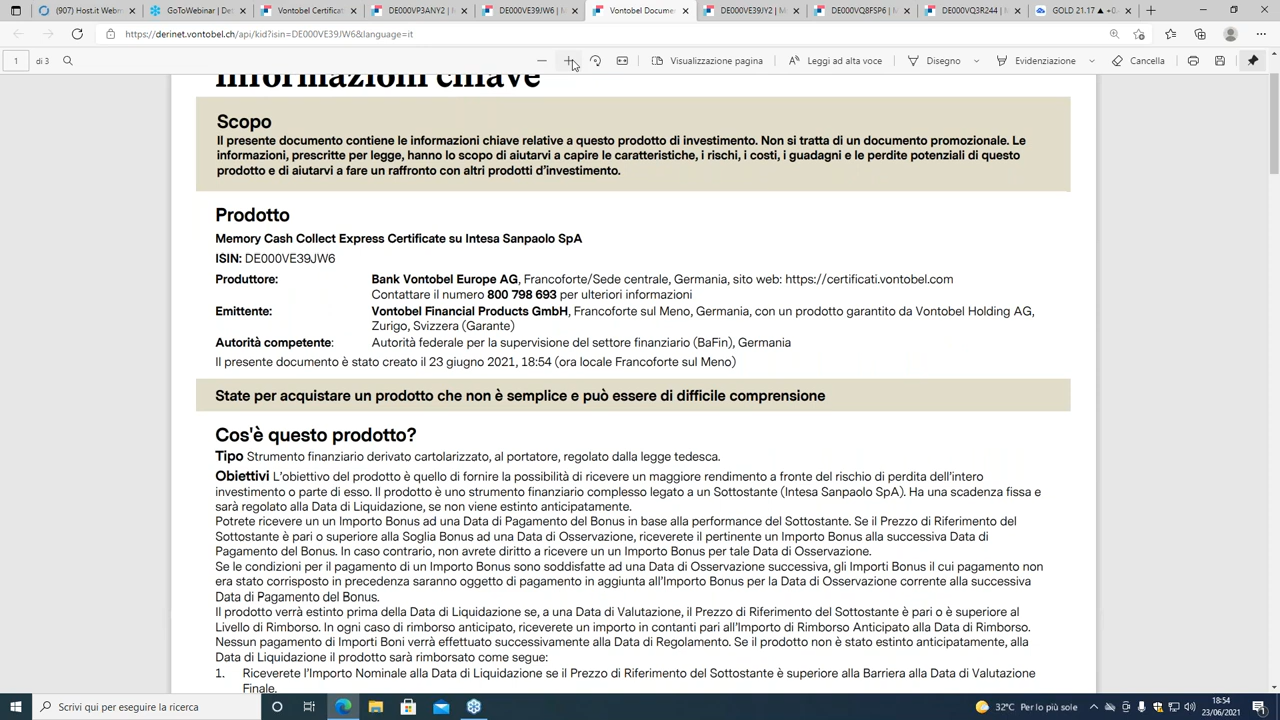 (907) Host.it Webm
GoToWebinar | De
Vontobel Certificat
DE000VP3ANY2 | M
DE000VE39JW6 | M
Vontobel Documen
DE000VE39JY2 | M
DE000VQ8FSP6 | M
DE000VQ3R244 | M
GOLD 21.17 ▲ +0.
https://derinet.vontobel.ch/api/kid?isin=DE000VE39JW6&language=it
1 di 3
Visualizzazione pagina
Leggi ad alta voce
Disegno
Evidenziazione
Cancella
Informazioni chiave
Scopo
Il presente documento contiene le informazioni chiave relative a questo prodotto di investimento. Non si tratta di un documento promozionale. Le
informazioni, prescritte per legge, hanno lo scopo di aiutarvi a capire le caratteristiche, i rischi, i costi, i guadagni e le perdite potenziali di questo
prodotto e di aiutarvi a fare un raffronto con altri prodotti d'investimento.
Prodotto
Memory Cash Collect Express Certificate su Intesa Sanpaolo SpA
ISIN: DE000VE39JW6
Produttore: Bank Vontobel Europe AG, Francoforte/Sede centrale, Germania, sito web: https://certificati.vontobel.com
Contattare il numero 800 798 693 per ulteriori informazioni
Emittente: Vontobel Financial Products GmbH, Francoforte sul Meno, Germania, con un prodotto garantito da Vontobel Holding AG,
Zurigo, Svizzera (Garante)
Autorità competente: Autorità federale per la supervisione del settore finanziario (BaFin), Germania
Il presente documento è stato creato il 23 giugno 2021, 18:54 (ora locale Francoforte sul Meno)
State per acquistare un prodotto che non è semplice e può essere di difficile comprensione
Cos'è questo prodotto?
Tipo Strumento finanziario derivato cartolarizzato, al portatore, regolato dalla legge tedesca.
Obiettivi L'obiettivo del prodotto è quello di fornire la possibilità di ricevere un maggiore rendimento a fronte del rischio di perdita dell'intero
investimento o parte di esso. Il prodotto è uno strumento finanziario complesso legato a un Sottostante (Intesa Sanpaolo SpA). Ha una scadenza fissa e
sarà regolato alla Data di Liquidazione, se non viene estinto anticipatamente.
Potrete ricevere un un Importo Bonus ad una Data di Pagamento del Bonus in base alla performance del Sottostante. Se il Prezzo di Riferimento del
Sottostante è pari o superiore alla Soglia Bonus ad una Data di Osservazione, riceverete il pertinente un Importo Bonus alla successiva Data di
Pagamento del Bonus. In caso contrario, non avrete diritto a ricevere un un Importo Bonus per tale Data di Osservazione.
Se le condizioni per il pagamento di un Importo Bonus sono soddisfatte ad una Data di Osservazione successiva, gli Importi Bonus il cui pagamento non
era stato corrisposto in precedenza saranno oggetto di pagamento in aggiunta all'Importo Bonus per la Data di Osservazione corrente alla successiva
Data di Pagamento del Bonus.
Il prodotto verrà estinto prima della Data di Liquidazione se, a una Data di Valutazione, il Prezzo di Riferimento del Sottostante è pari o è superiore al
Livello di Rimborso. In ogni caso di rimborso anticipato, riceverete un importo in contanti pari all'Importo di Rimborso Anticipato alla Data di Rimborso.
Nessun pagamento di Importi Boni verrà effettuato successivamente alla Data di Regolamento. Se il prodotto non è stato estinto anticipatamente, alla
Data di Liquidazione il prodotto sarà rimborsato come segue:
1. Riceverete l'Importo Nominale alla Data di Liquidazione se il Prezzo di Riferimento del Sottostante è superiore alla Barriera alla Data di Valutazione
Finale.
Scrivi qui per eseguire la ricerca
32°C Per lo più sole
18:54
23/06/2021
1